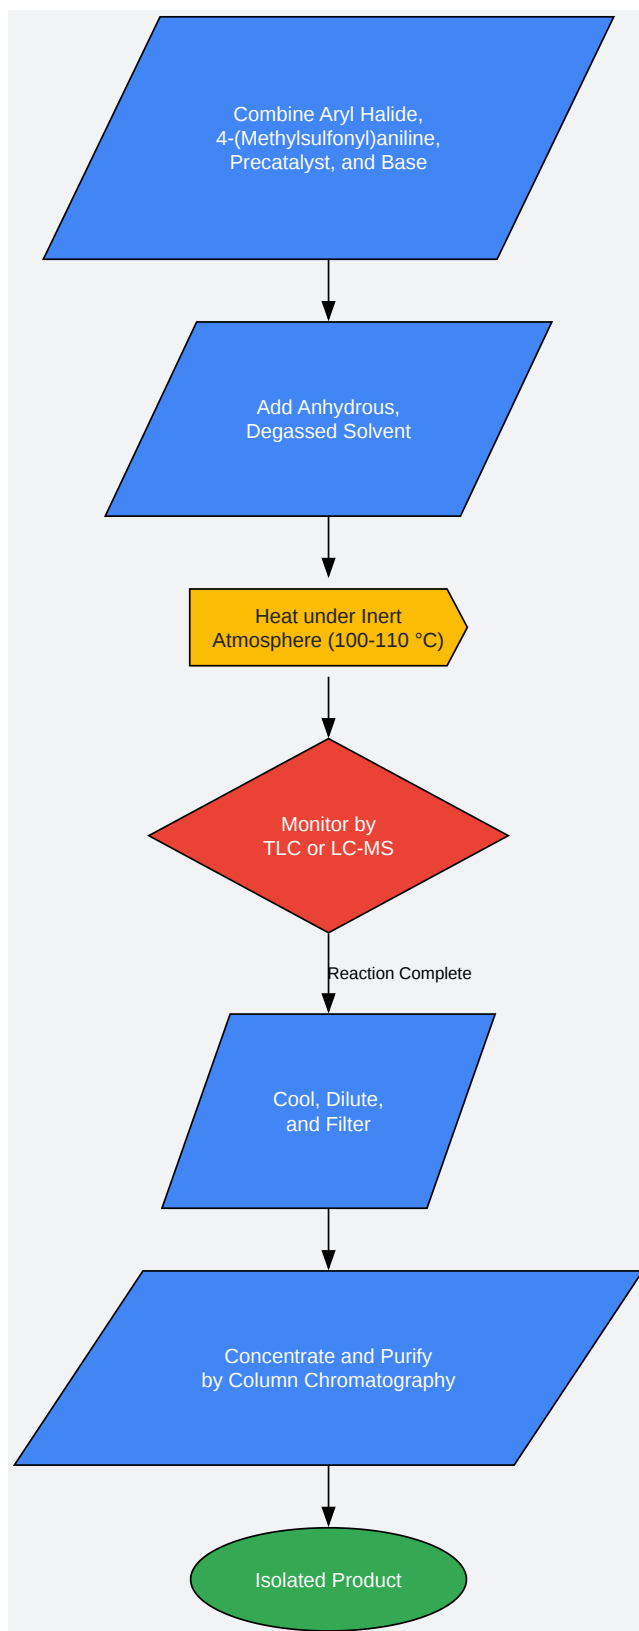 Combine Aryl Halide,
4-(Methylsulfonyl)aniline,
Precatalyst, and Base
Add Anhydrous,
Degassed Solvent
Heat under Inert
Atmosphere (100-110 °C)
Monitor by
TLC or LC-MS
Reaction Complete
Cool, Dilute,
and Filter
Concentrate and Purify
by Column Chromatography
Isolated Product